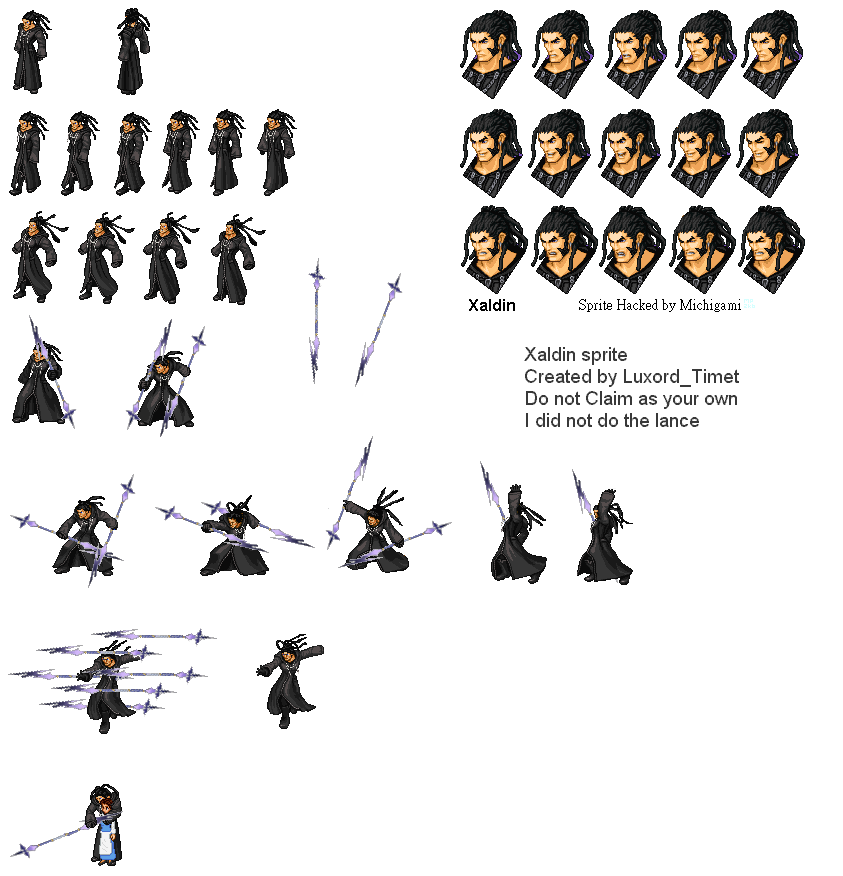 Xaldin
Sprite Hacked by Michigami
Xaldin sprite
Created by Luxord_Timet
Do not Claim as your own
I did not do the lance